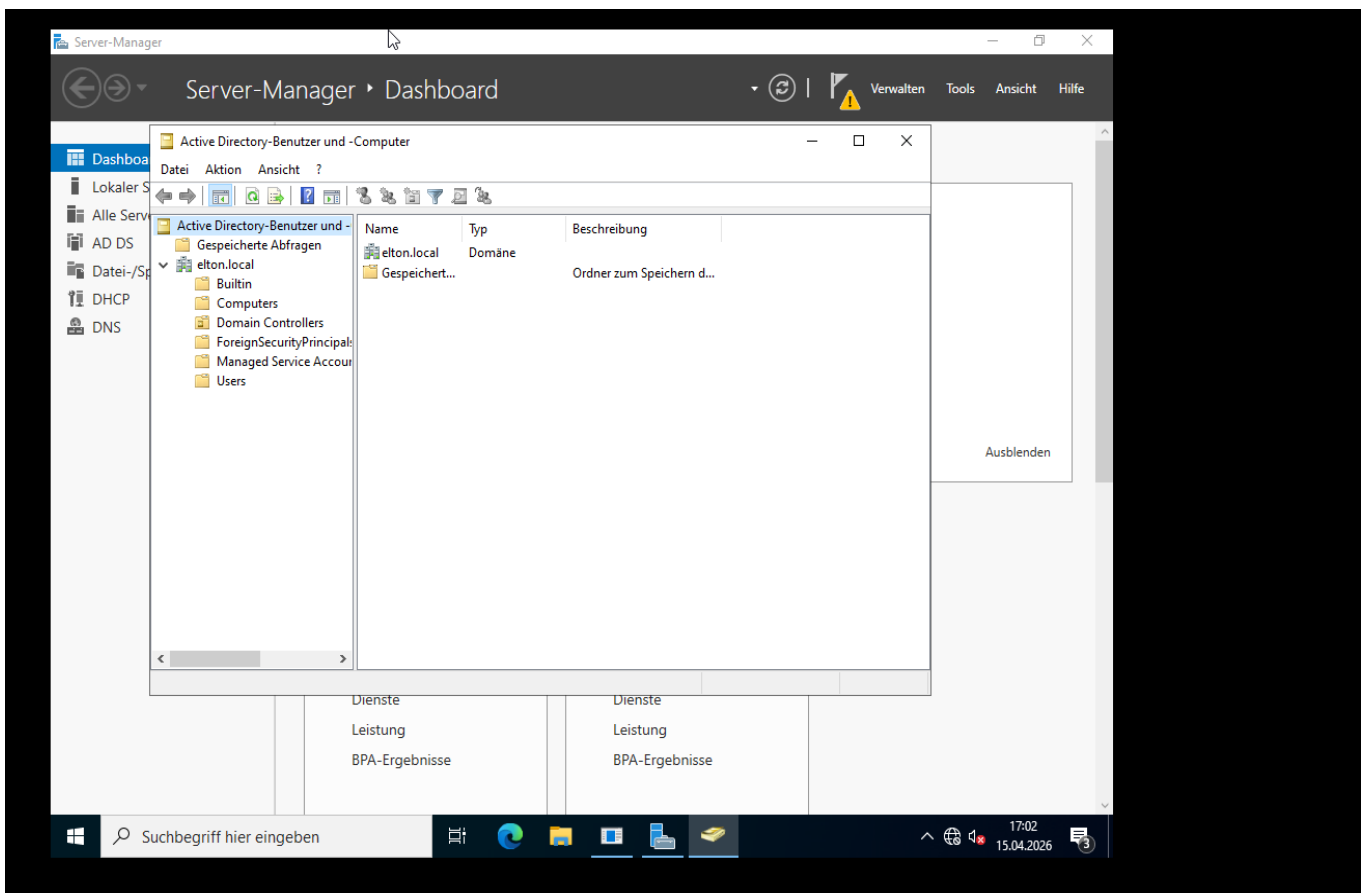 Server-Manager
Server-Manager
Dashboard
Verwalten
Tools
Ansicht
Hilfe
Active Directory-Benutzer und -Computer
Datei
Aktion
Ansicht
?
Dashboa
Lokaler S
Alle Serve
AD DS
Datei-/Sp
DHCP
DNS
Active Directory-Benutzer und -
Gespeicherte Abfragen
elton.local
Builtin
Computers
Domain Controllers
ForeignSecurityPrincipals
Managed Service Accour
Users
Name
Typ
Beschreibung
elton.local
Domäne
Gespeichert...
Ordner zum Speichern d...
Ausblenden
Dienste
Leistung
BPA-Ergebnisse
Dienste
Leistung
BPA-Ergebnisse
Suchbegriff hier eingeben
17:02
15.04.2026
3